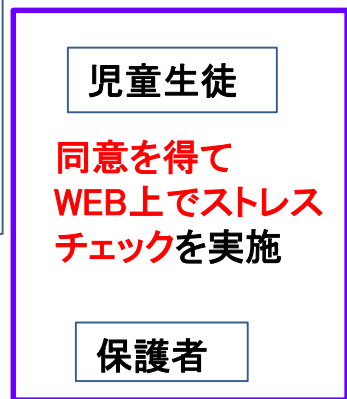 児童生徒
同意を得て
WEB上でストレス
チェックを実施
保護者